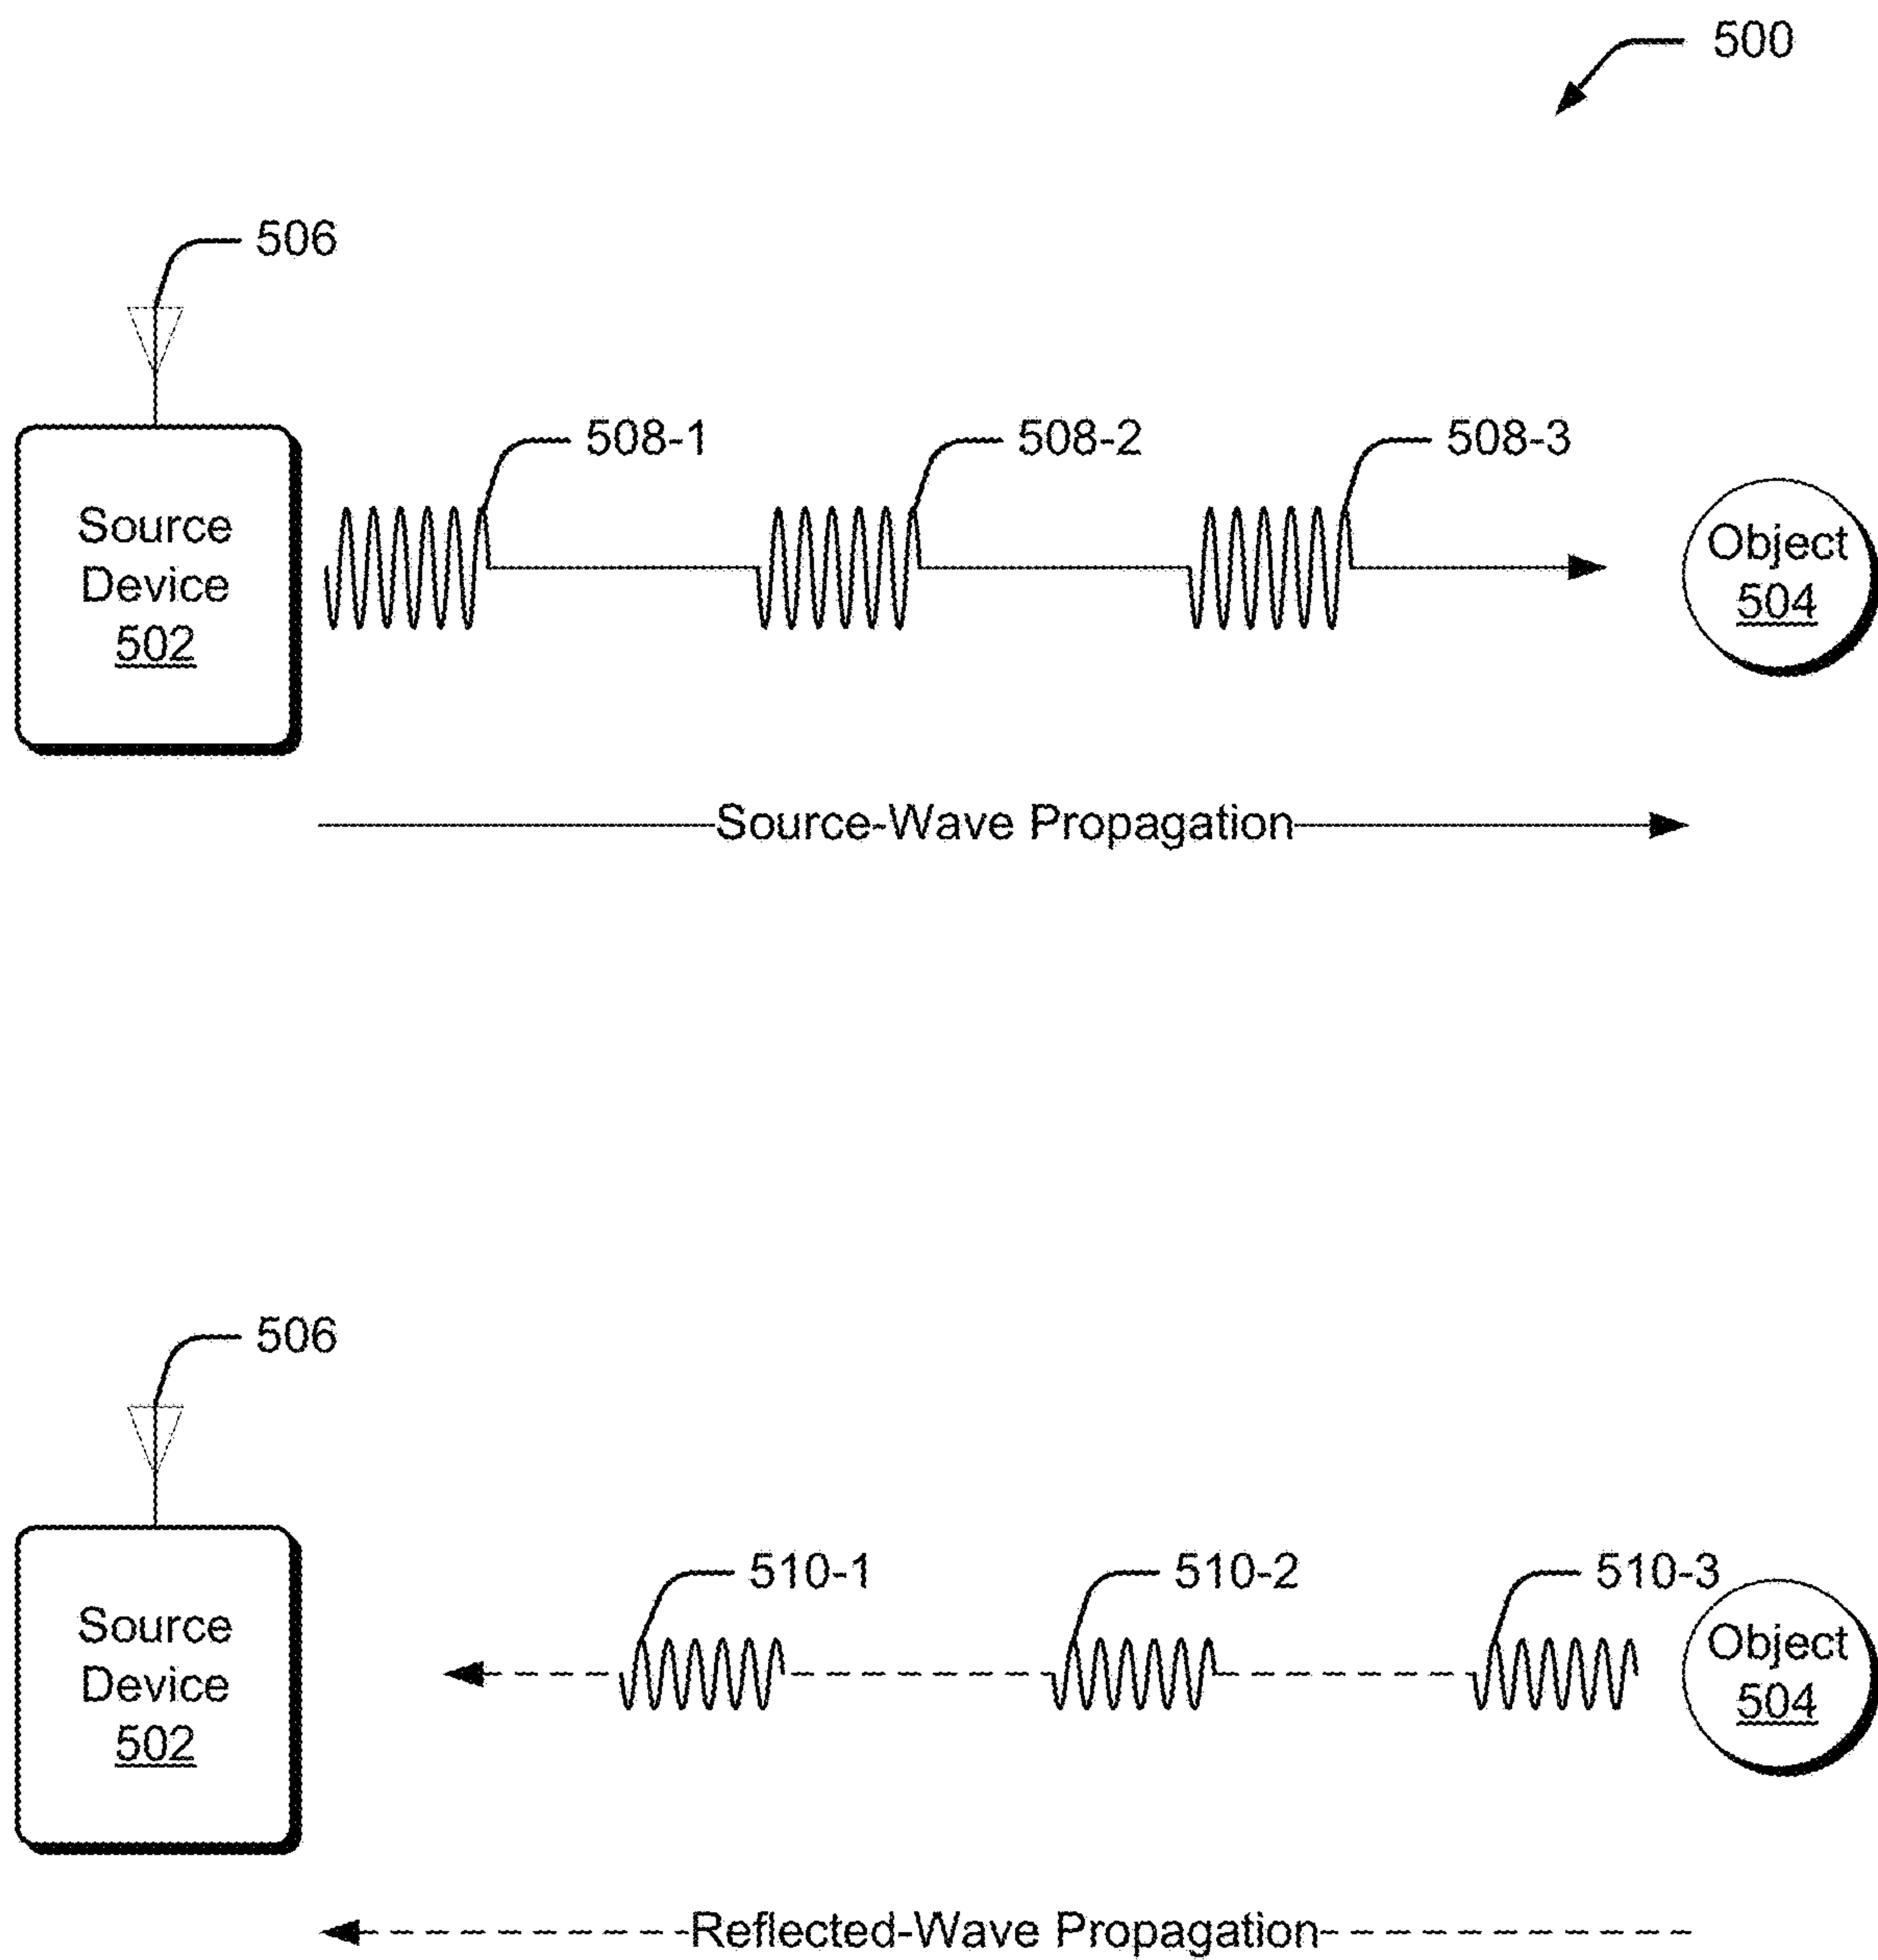 500
506
508-1
508-2
508-3
Source
Device
502
Object
504
Source-Wave Propagation
506
510-1
510-2
510-3
Source
Device
502
Object
504
Reflected-Wave Propagation